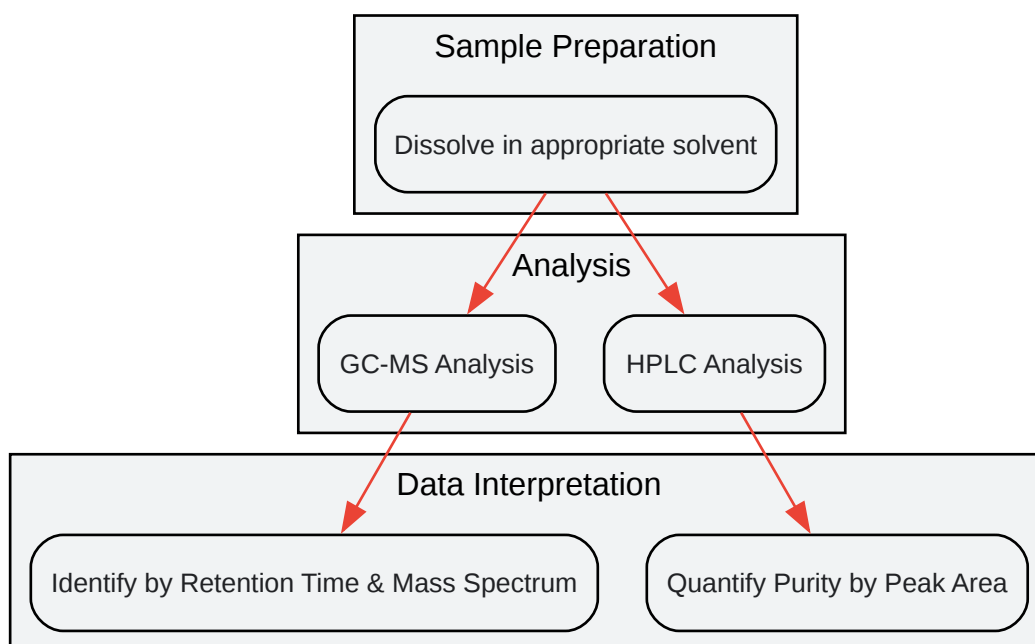 Sample Preparation
Dissolve in appropriate solvent
Analysis
GC-MS Analysis
HPLC Analysis
Data Interpretation
Identify by Retention Time & Mass Spectrum
Quantify Purity by Peak Area